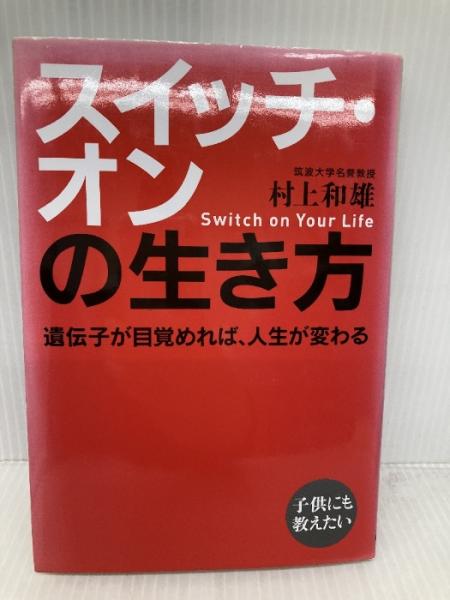 スイッチ・
オン
筑波大学名誉教授
村上和雄
Switch on Your Life
の生き方
遺伝子が目覚めれば、人生が変わる
子供にも
教えたい